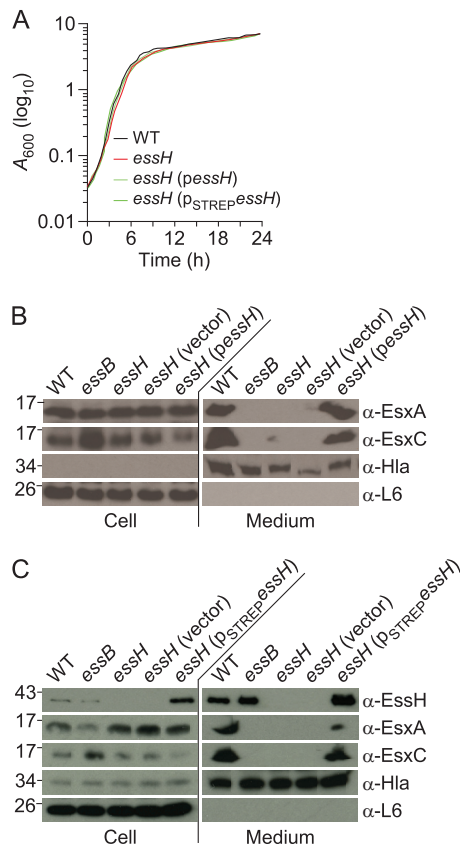 A
A600 (log10)
10
1
0.1
0.01
WT
essH
essH (pessH)
essH (pSTREPessH)
0 6 12 18 24
Time (h)
B
WT essB essH essH (vector) essH (pessH) WT essB essH essH (vector) essH (pessH)
17 α-EsxA
17 α-EsxC
34 α-Hla
26 α-L6
Cell Medium
C
WT essB essH essH (vector) essH (pSTREPessH) WT essB essH essH (vector) essH (pSTREPessH)
43 α-EssH
17 α-EsxA
17 α-EsxC
34 α-Hla
26 α-L6
Cell Medium